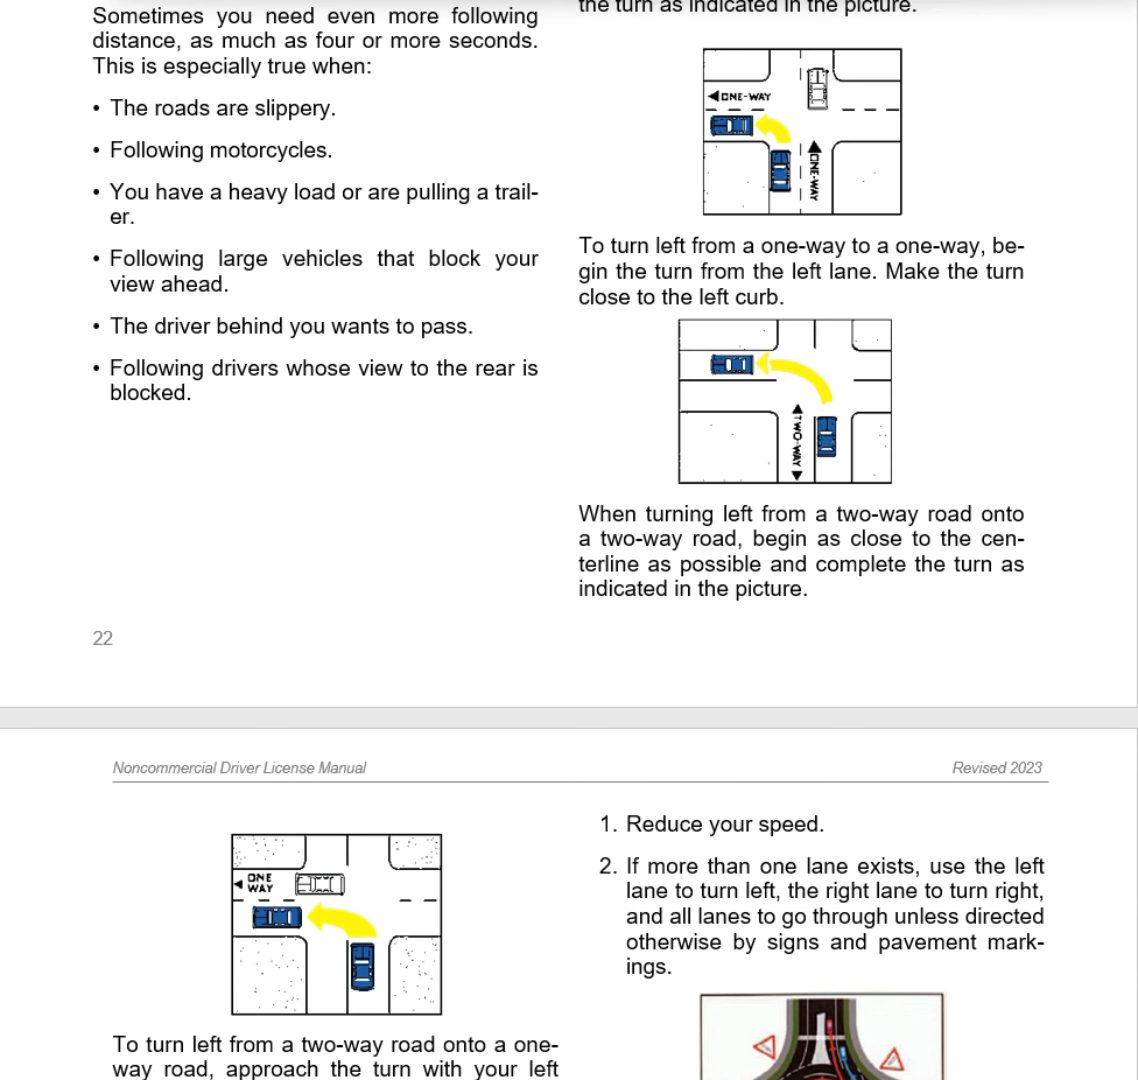 Sometimes you need even more following
distance, as much as four or more seconds.
This is especially true when:
• The roads are slippery.
• Following motorcycles.
• You have a heavy load or are pulling a trail-
er.
• Following large vehicles that block your
view ahead.
• The driver behind you wants to pass.
• Following drivers whose view to the rear is
blocked.
22
the turn as indicated in the picture.
ONE-WAY
ONE-WAY
To turn left from a one-way to a one-way, be-
gin the turn from the left lane. Make the turn
close to the left curb.
TWO-WAY
When turning left from a two-way road onto
a two-way road, begin as close to the cen-
terline as possible and complete the turn as
indicated in the picture.
Noncommercial Driver License Manual
Revised 2023
ONE
WAY
To turn left from a two-way road onto a one-
way road, approach the turn with your left
1. Reduce your speed.
2. If more than one lane exists, use the left
lane to turn left, the right lane to turn right,
and all lanes to go through unless directed
otherwise by signs and pavement mark-
ings.